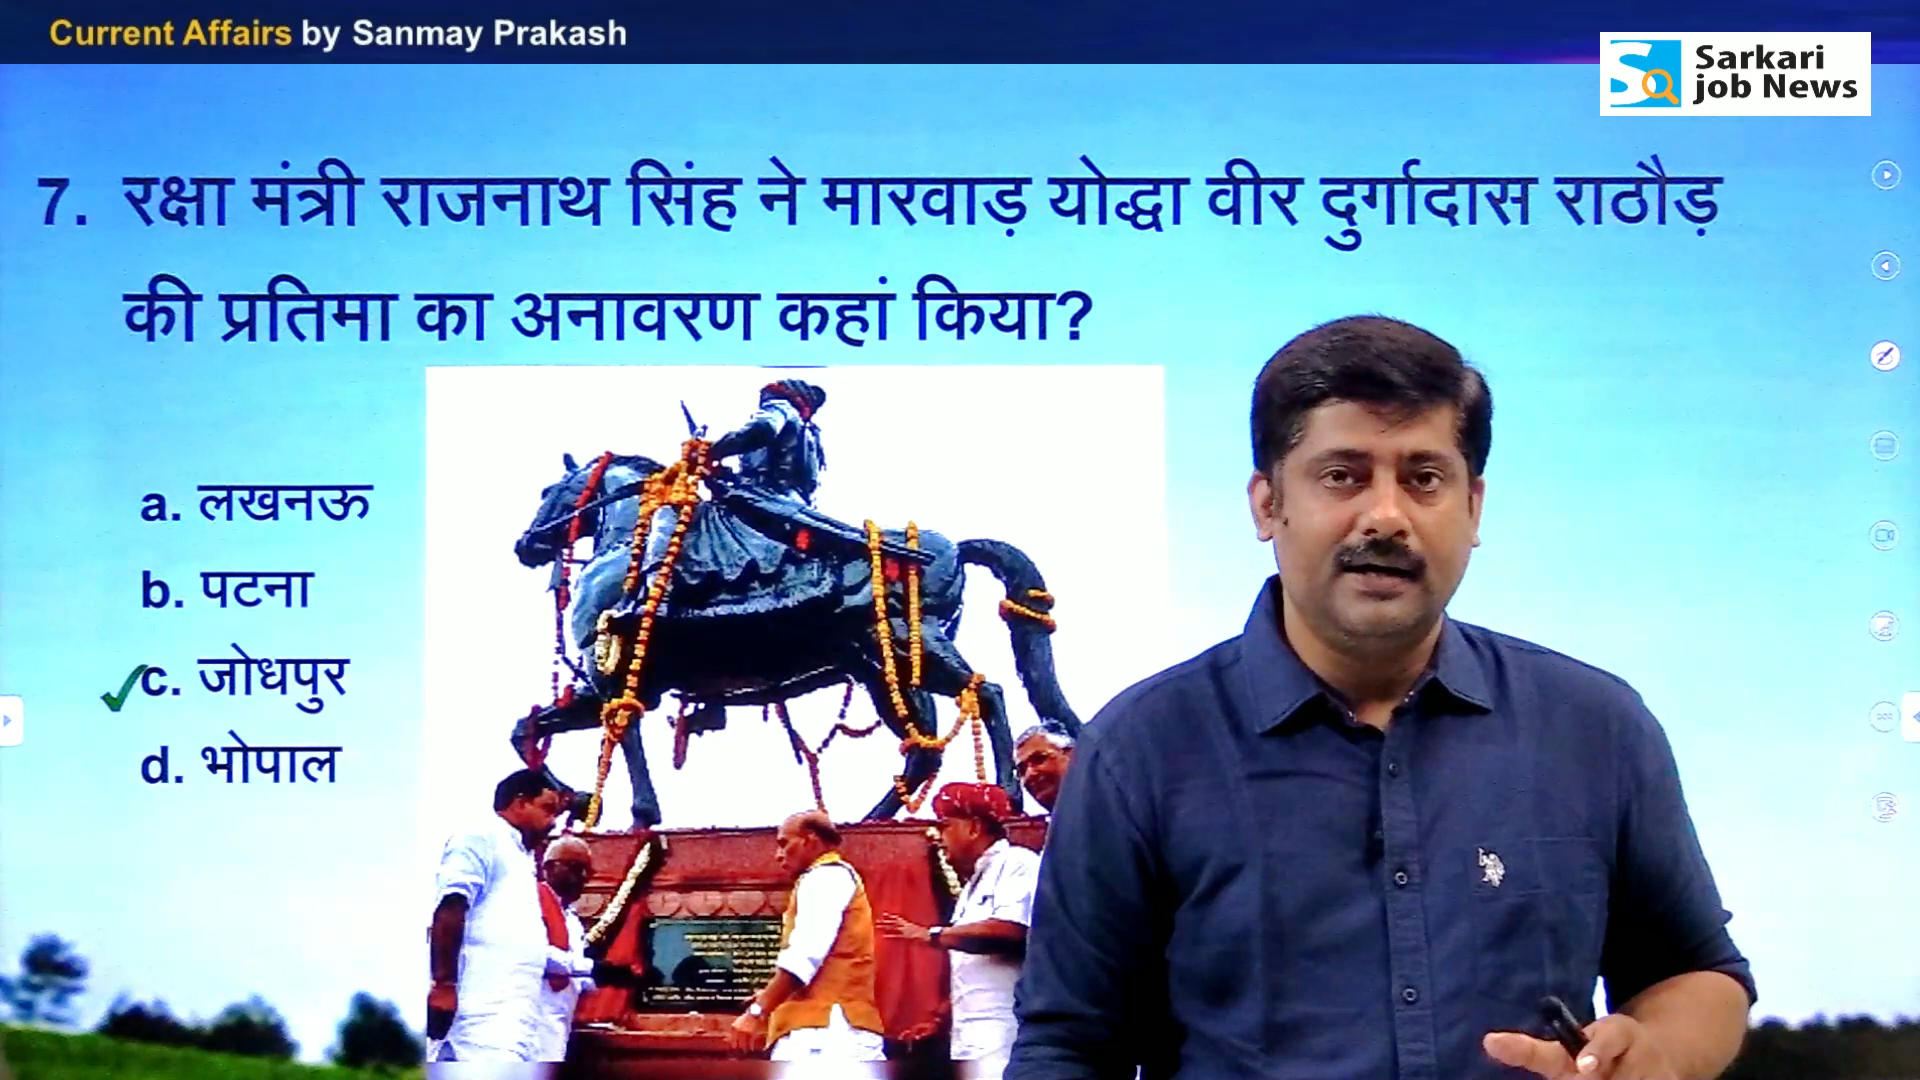 Current Affairs by Sanmay Prakash
Sarkari
job News
7. रक्षा मंत्री राजनाथ सिंह ने मारवाड़ योद्धा वीर दुर्गादास राठौड़
की प्रतिमा का अनावरण कहां किया?
a. लखनऊ
b. पटना
c. जोधपुर
d. भोपाल